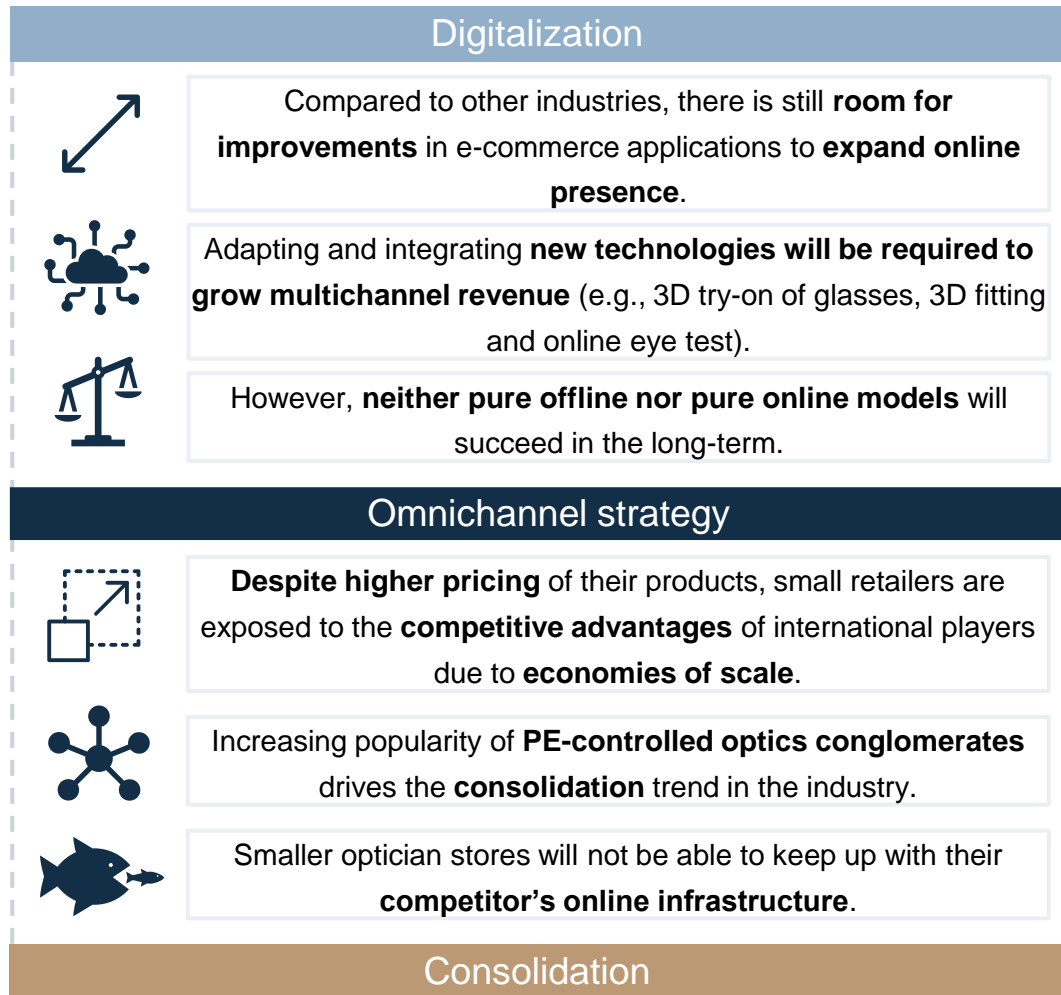 Digitalization
Compared to other industries, there is still room for
improvements in e-commerce applications to expand online
presence.
Adapting and integrating new technologies will be required to
grow multichannel revenue (e.g., 3D try-on of glasses, 3D fitting
and online eye test).
However, neither pure offline nor pure online models will
succeed in the long-term.
Omnichannel strategy
Despite higher pricing of their products, small retailers are
exposed to the competitive advantages of international players
due to economies of scale.
Increasing popularity of PE-controlled optics conglomerates
drives the consolidation trend in the industry.
Smaller optician stores will not be able to keep up with their
competitor’s online infrastructure.
Consolidation